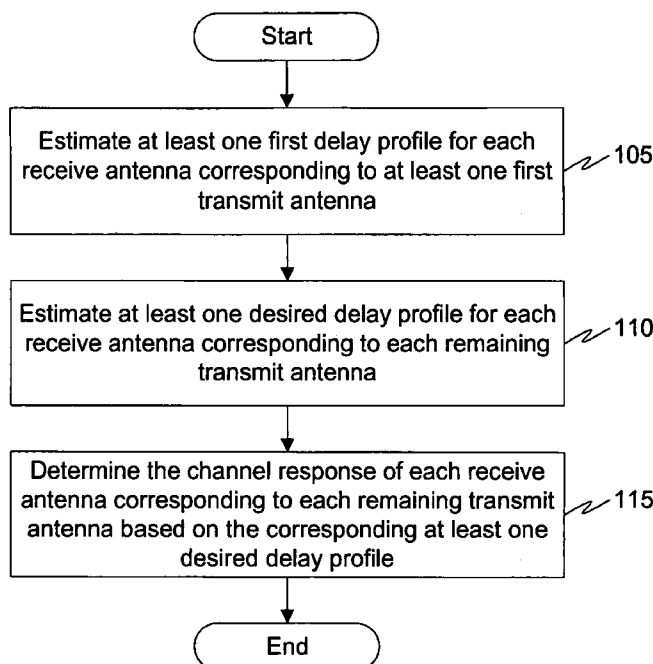 Start
Estimate at least one first delay profile for each
receive antenna corresponding to at least one first
transmit antenna
105
Estimate at least one desired delay profile for each
receive antenna corresponding to each remaining
transmit antenna
110
Determine the channel response of each receive
antenna corresponding to each remaining transmit
antenna based on the corresponding at least one
desired delay profile
115
End